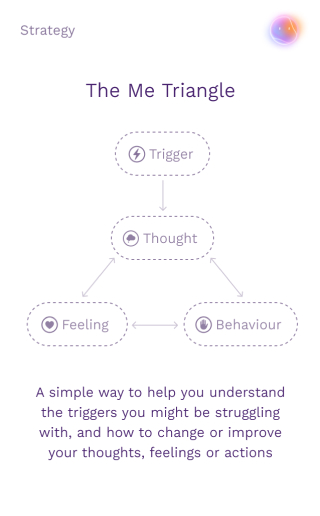 Strategy
The Me Triangle
Trigger
Thought
Feeling
Behaviour
A simple way to help you understand
the triggers you might be struggling
with, and how to change or improve
your thoughts, feelings or actions